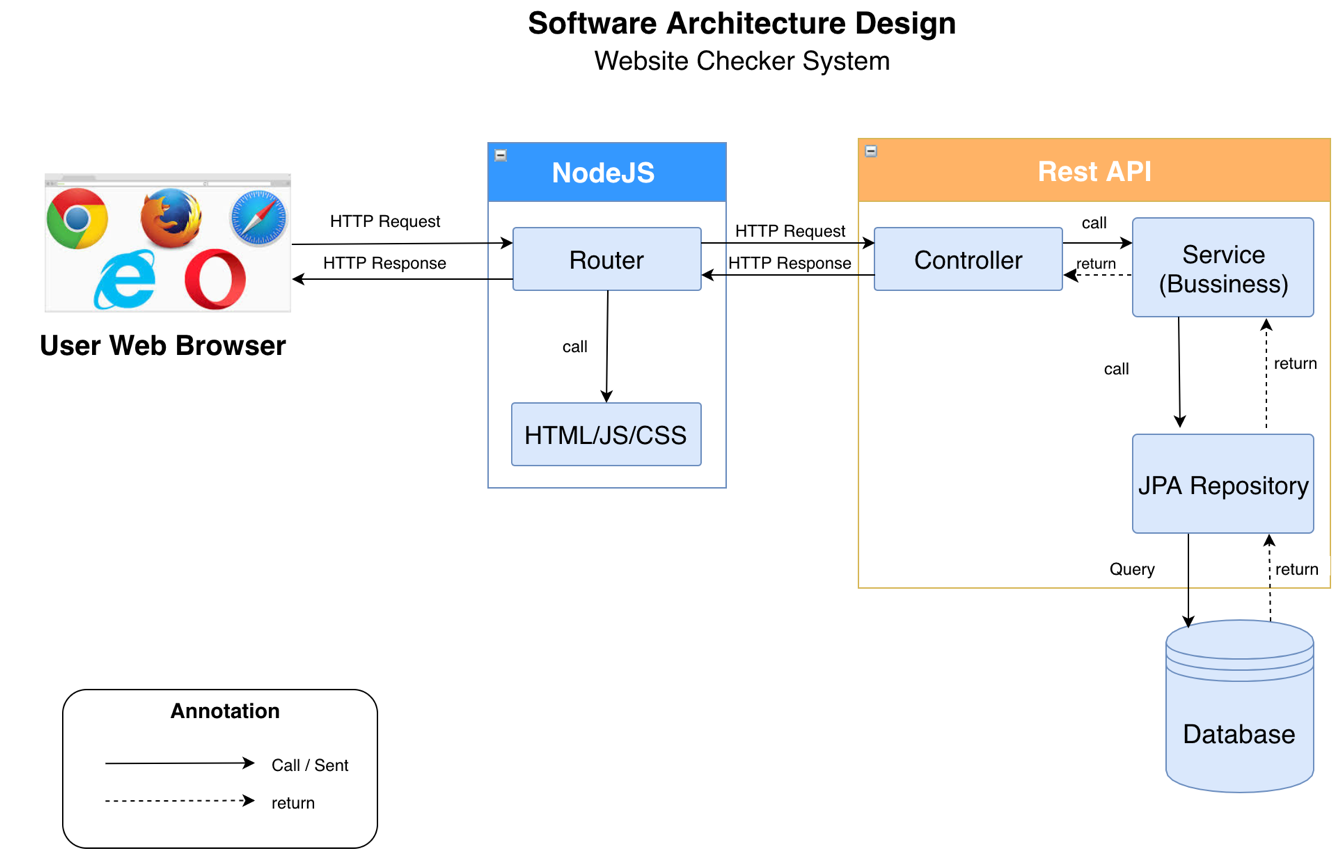 Software Architecture Design
Website Checker System
NodeJS
Rest API
HTTP Request
HTTP Response
Router
HTTP Request
HTTP Response
Controller
call
return
Service
(Bussiness)
User Web Browser
call
call
return
HTML/JS/CSS
JPA Repository
Query
return
Database
Annotation
Call / Sent
return